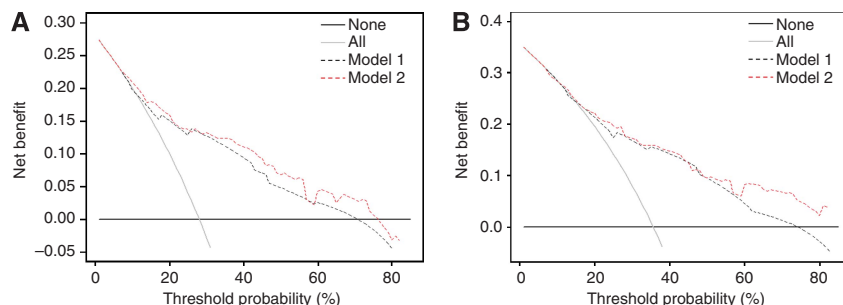 A
0.30
0.25
0.20
0.15
0.10
0.05
0.00
–0.05
Net benefit
0
20
40
60
80
Threshold probability (%)
None
All
Model 1
Model 2
B
0.4
0.3
0.2
0.1
0.0
Net benefit
0
20
40
60
80
Threshold probability (%)
None
All
Model 1
Model 2